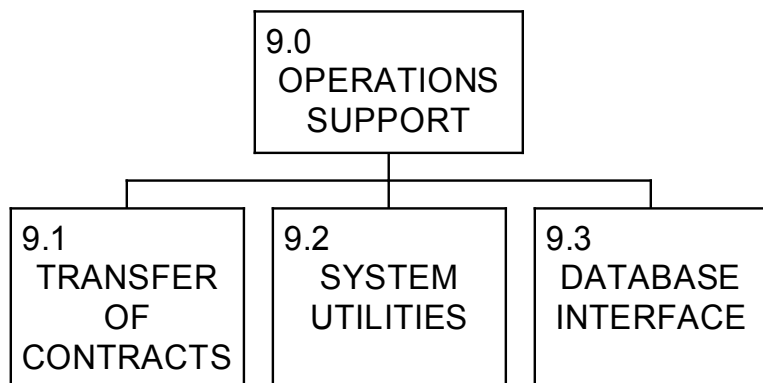 9.0
OPERATIONS
SUPPORT
9.1
TRANSFER
OF
CONTRACTS
9.2
SYSTEM
UTILITIES
9.3
DATABASE
INTERFACE